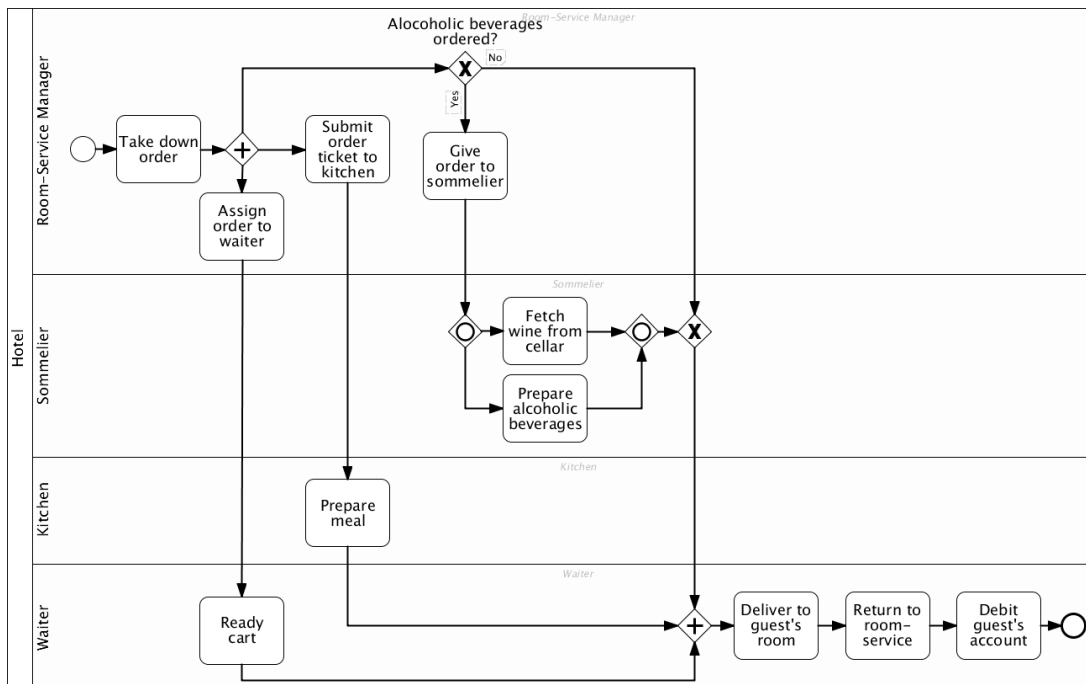 Hotel
Room-Service Manager
Room-Service Manager
Alocoholic beverages
ordered?
No
Yes
Take down
order
Submit
order
ticket to
kitchen
Give
order to
sommelier
Assign
order to
waiter
Sommelier
Sommelier
Fetch
wine from
cellar
Prepare
alcoholic
beverages
Kitchen
Kitchen
Prepare
meal
Waiter
Waiter
Ready
cart
Deliver to
guest's
room
Return to
room-
service
Debit
guest's
account